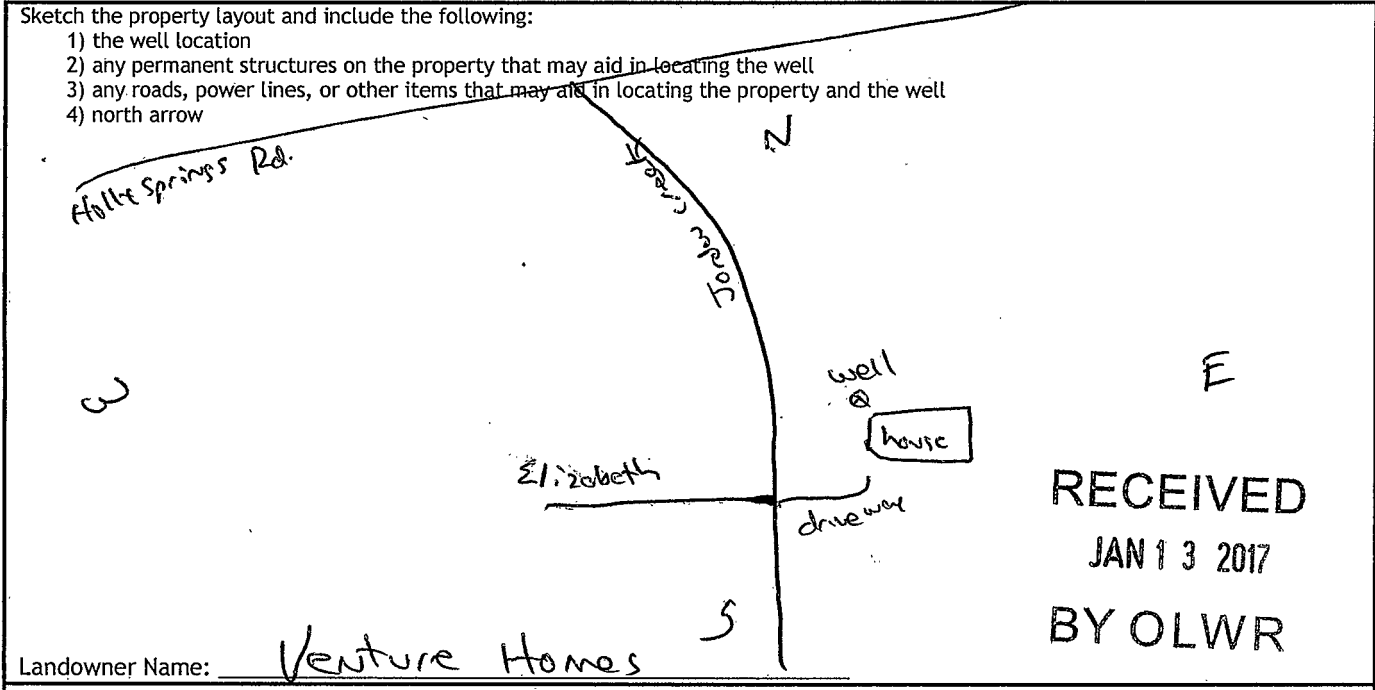 Sketch the property layout and include the following:
1) the well location
2) any permanent structures on the property that may aid in locating the well
3) any roads, power lines, or other items that may aid in locating the property and the well
4) north arrow
N
Springs Rd.
Jordan
E
W
well
house
Elizabeth
driveway
RECEIVED
JAN 13 2017
BY OLWR
S
Landowner Name: Venture Homes